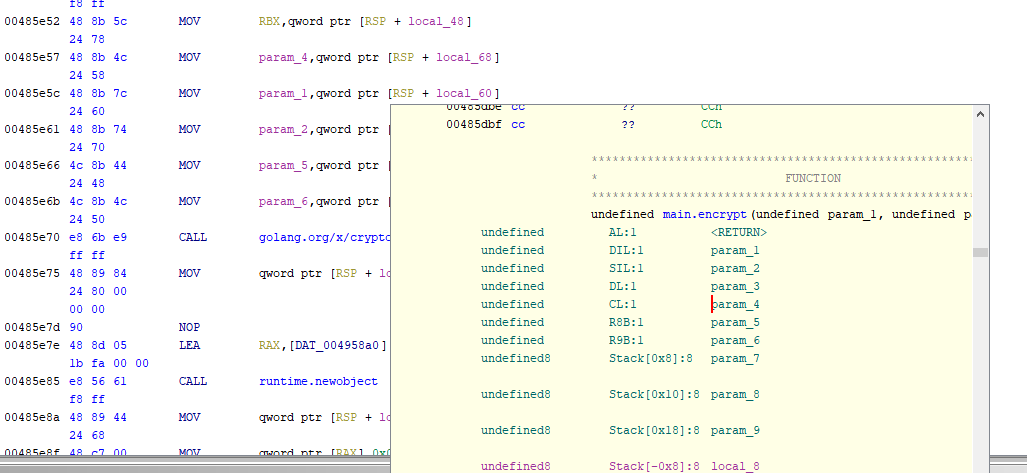 f8 ff
00485e52 48 8b 5c MOV RBX,qword ptr [RSP + local_48]
24 78
00485e57 48 8b 4c MOV param_4,qword ptr [RSP + local_68]
24 58
00485e5c 48 8b 7c MOV param_1,qword ptr [RSP + local_60]
24 60
00485e61 48 8b 74 MOV param_2,qword ptr [
24 70
00485e66 4c 8b 44 MOV param_5,qword ptr [
24 48
00485e6b 4c 8b 4c MOV param_6,qword ptr [
24 50
00485e70 e8 6b e9 CALL golang.org/x/crypto
ff ff
00485e75 48 89 84 MOV qword ptr [RSP + lo
24 80 00
00 00
00485e7d 90 NOP
00485e7e 48 8d 05 LEA RAX,[DAT_004958a0]
1b fa 00 00
00485e85 e8 56 61 CALL runtime.newobject
f8 ff
00485e8a 48 89 44 MOV qword ptr [RSP + lo
24 68
00485e8f 48 c7 00 MOV qword ptr [RAX],0x0
00485dbe cc ?? CCh
00485dbf cc ?? CCh
******************************************************
* FUNCTION
******************************************************
undefined main.encrypt(undefined param_1, undefined p
undefined AL:1 <RETURN>
undefined DIL:1 param_1
undefined SIL:1 param_2
undefined DL:1 param_3
undefined CL:1 param_4
undefined R8B:1 param_5
undefined R9B:1 param_6
undefined8 Stack[0x8]:8 param_7
undefined8 Stack[0x10]:8 param_8
undefined8 Stack[0x18]:8 param_9
undefined8 Stack[-0x8]:8 local_8